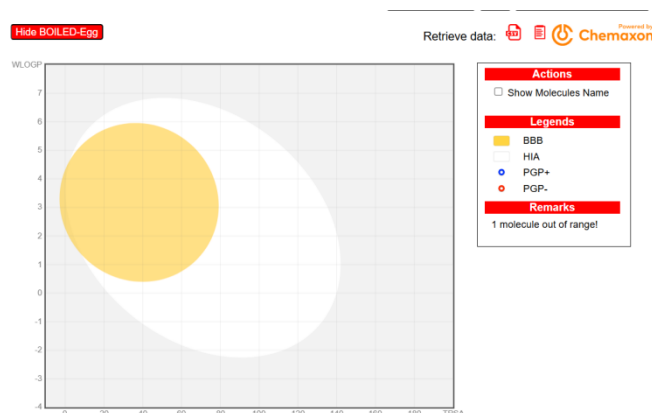 Hide BOILED-Egg
Retrieve data:
Powered by
Chemaxon
WLOGP
Actions
Show Molecules Name
Legends
BBB
HIA
PGP+
PGP-
Remarks
1 molecule out of range!
7
6
5
4
3
2
1
0
-1
-2
-3
-4
0 20 40 60 80 100 120 140 160 180 TPSA